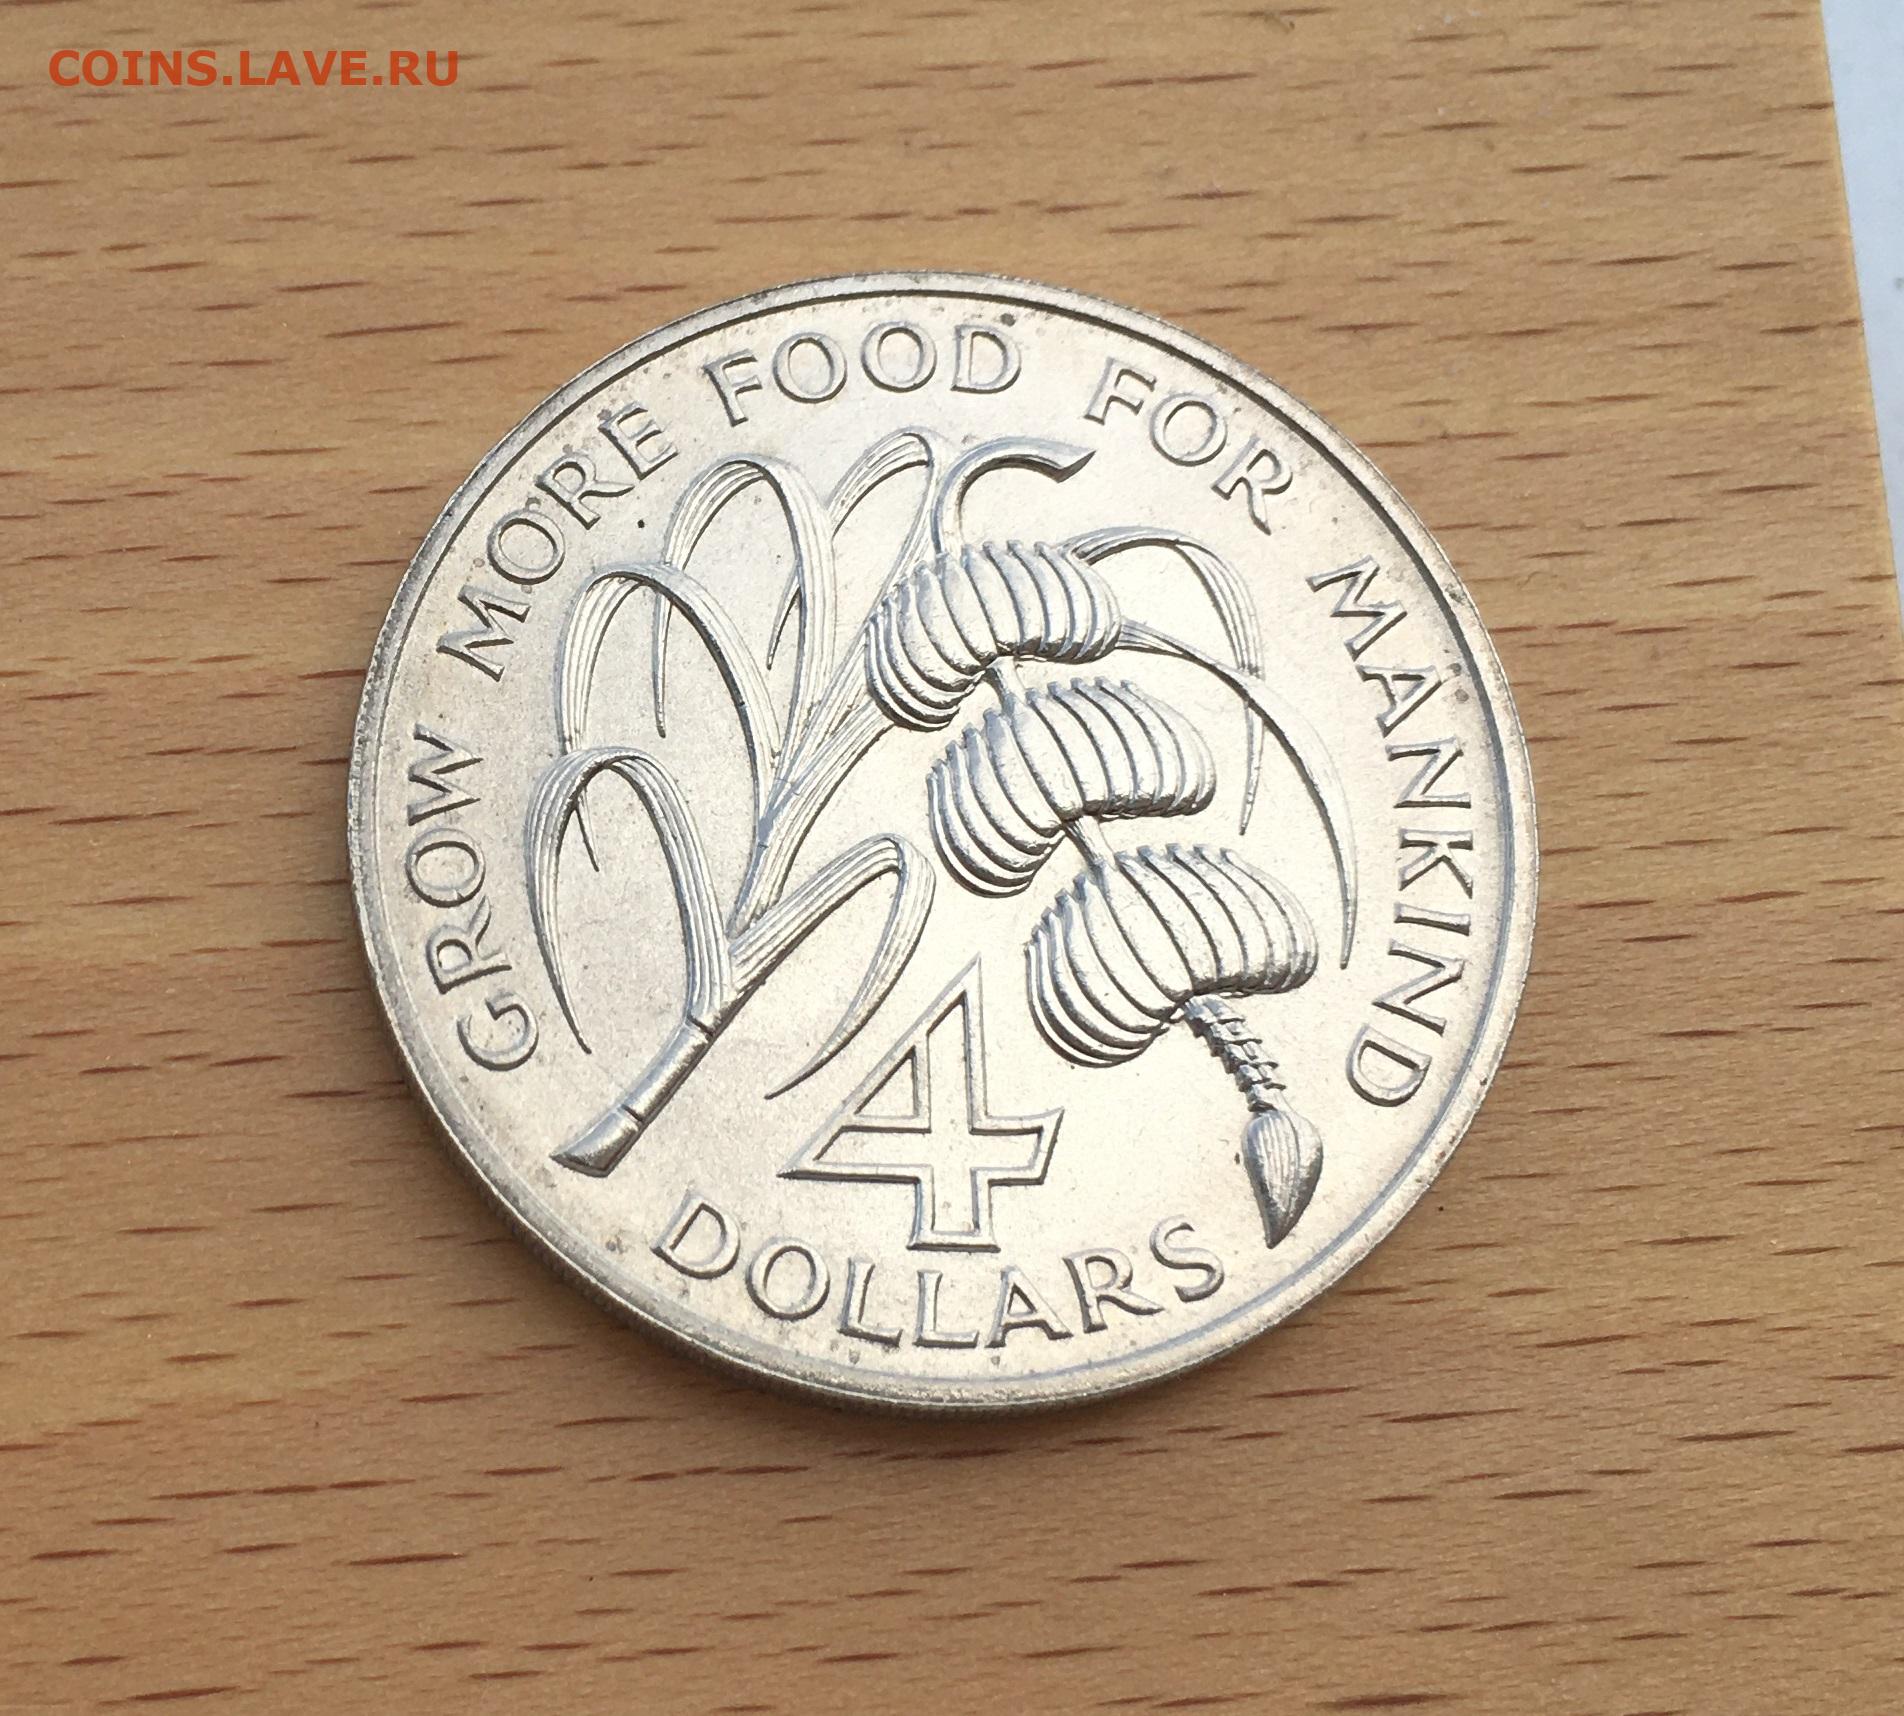 COINS.LAVE.RU
GROW MORE FOOD FOR MANKIND
4
DOLLARS